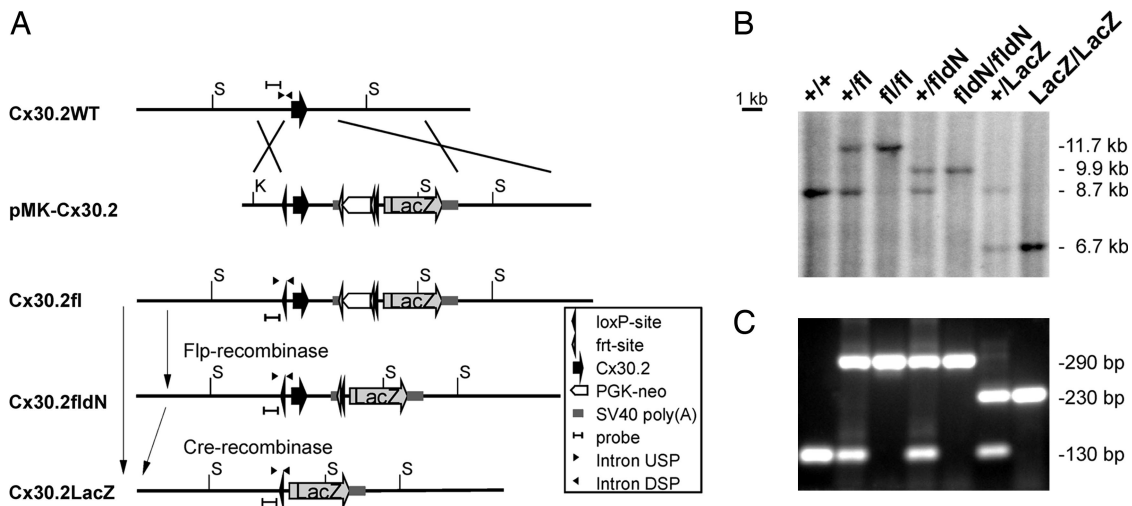 A
Cx30.2WT
S
S
pMK-Cx30.2
K
LacZ
S
S
Cx30.2fl
S
LacZ
S
S
Flp-recombinase
Cx30.2fldN
S
LacZ
S
S
Cre-recombinase
Cx30.2LacZ
S
LacZ
S
S
loxP-site
frt-site
Cx30.2
PGK-neo
SV40 poly(A)
probe
Intron USP
Intron DSP
B
1 kb
+/+
+/fl
fl/fl
+/fldN
fldN/fldN
+/LacZ
LacZ/LacZ
-11.7 kb
- 9.9 kb
- 8.7 kb
- 6.7 kb
C
-290 bp
-230 bp
-130 bp